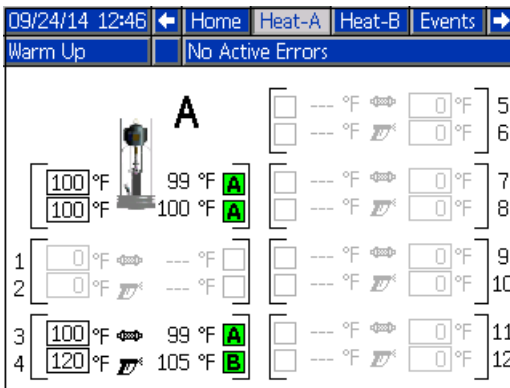 09/24/14 12:46 Home Heat-A Heat-B Events
Warm Up No Active Errors
A
--- °F 0 °F 5
--- °F 0 °F 6
100 °F 99 °F A
100 °F 100 °F A
--- °F 0 °F 7
--- °F 0 °F 8
1 0 °F --- °F
2 0 °F --- °F
--- °F 0 °F 9
--- °F 0 °F 10
3 100 °F 99 °F A
4 120 °F 105 °F B
--- °F 0 °F 11
--- °F 0 °F 12